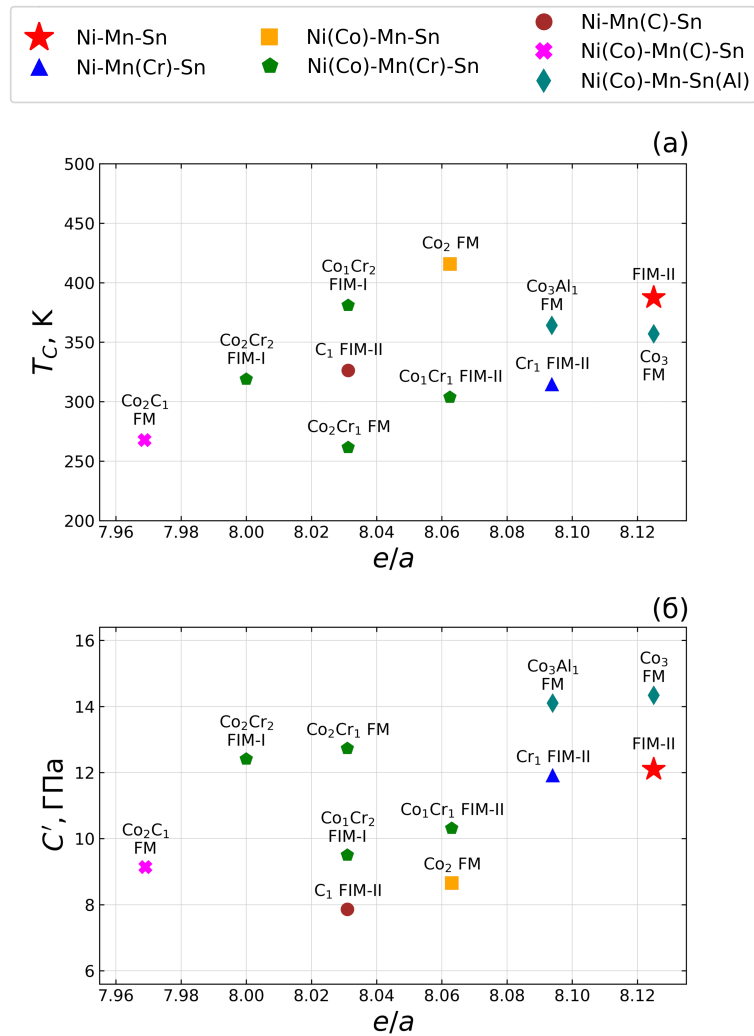 Ni-Mn-Sn
Ni-Mn(Cr)-Sn
Ni(Co)-Mn-Sn
Ni(Co)-Mn(Cr)-Sn
Ni-Mn(C)-Sn
Ni(Co)-Mn(C)-Sn
Ni(Co)-Mn-Sn(Al)
(а)
500
450
400
350
300
250
200
T_C, К
Co₂ FM
FIM-II
Co₁Cr₂
FIM-I
Co₃Al₁
FM
Co₂Cr₂
FIM-I
C₁ FIM-II
Co₃
FM
Cr₁ FIM-II
Co₁Cr₁ FIM-II
Co₂C₁
FM
Co₂Cr₁ FM
7.96 7.98 8.00 8.02 8.04 8.06 8.08 8.10 8.12
e/a
(б)
16
14
12
10
8
6
C′, ГПа
Co₃
FM
Co₃Al₁
FM
Co₂Cr₂
FIM-I
Co₂Cr₁ FM
FIM-II
Cr₁ FIM-II
Co₁Cr₁ FIM-II
Co₁Cr₂
FIM-I
Co₂C₁
FM
Co₂ FM
C₁ FIM-II
7.96 7.98 8.00 8.02 8.04 8.06 8.08 8.10 8.12
e/a